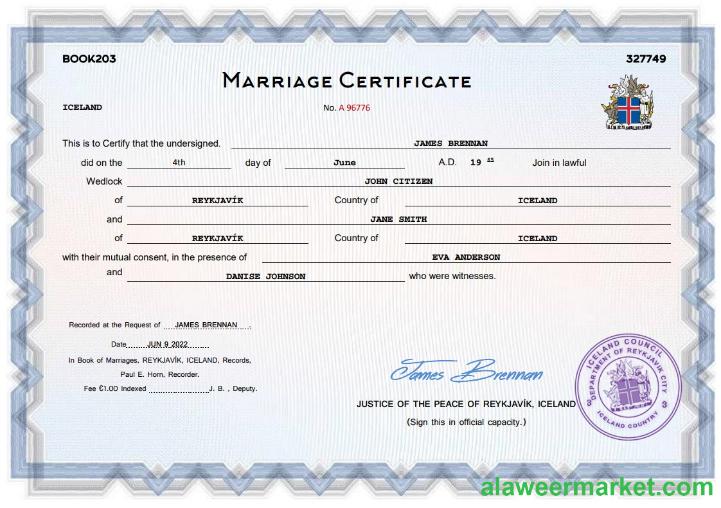 BOOK203
327749
MARRIAGE CERTIFICATE
ICELAND
No. A 96776
This is to Certify that the undersigned. JAMES BRENNAN
did on the 4th day of June A.D. 19 Join in lawful
Wedlock JOHN CITIZEN
of REYKJAVÍK Country of ICELAND
and JANE SMITH
of REYKJAVÍK Country of ICELAND
with their mutual consent, in the presence of EVA ANDERSON
and DANISE JOHNSON who were witnesses.
Recorded at the Request of JAMES BRENNAN
Date JUN 9 2022
In Book of Marriages, REYKJAVÍK, ICELAND, Records,
Paul E. Horn, Recorder.
Fee €1.00 Indexed J. B. , Deputy.
James Brennan
JUSTICE OF THE PEACE OF REYKJAVÍK, ICELAND
(Sign this in official capacity.)
ICELAND COUNCIL
DEPARTMENT OF REYKJAVIK CITY
ICELAND COUNTRY
alaweermarket.com